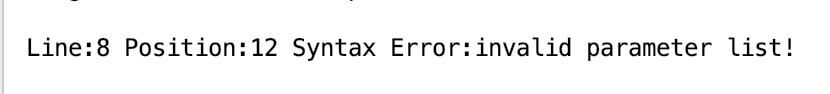 Line:8 Position:12 Syntax Error:invalid parameter list!